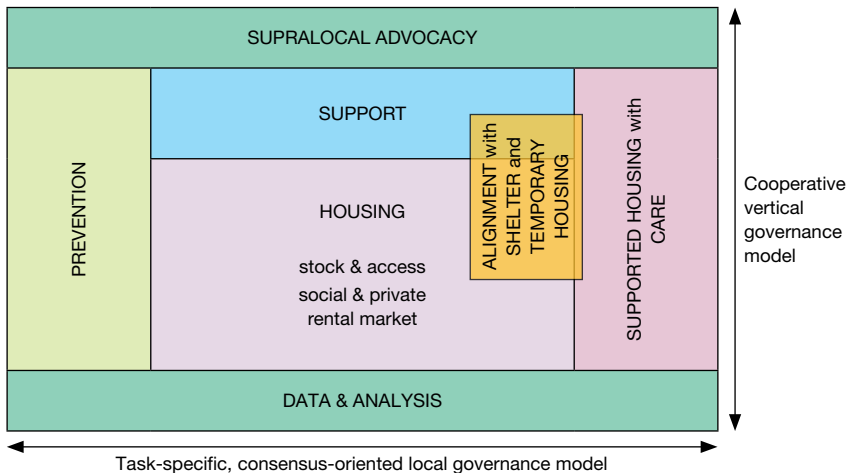 SUPRALOCAL ADVOCACY
PREVENTION
SUPPORT
HOUSING
stock & access
social & private
rental market
ALIGNMENT with
SHELTER and
TEMPORARY
HOUSING
SUPPORTED HOUSING with
CARE
Cooperative
vertical
governance
model
DATA & ANALYSIS
Task-specific, consensus-oriented local governance model